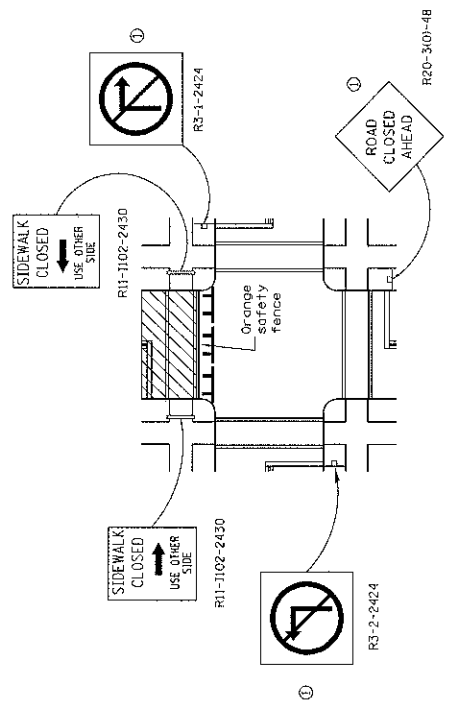 SIDEWALK
CLOSED
USE OTHER
SIDE
R11-1102-2430
R3-1-2424
1
SIDEWALK
CLOSED
USE OTHER
SIDE
R11-1102-2430
Orange
safety
fence
ROAD
CLOSED
AHEAD
1
R20-3(O)-48
R3-2-2424
1